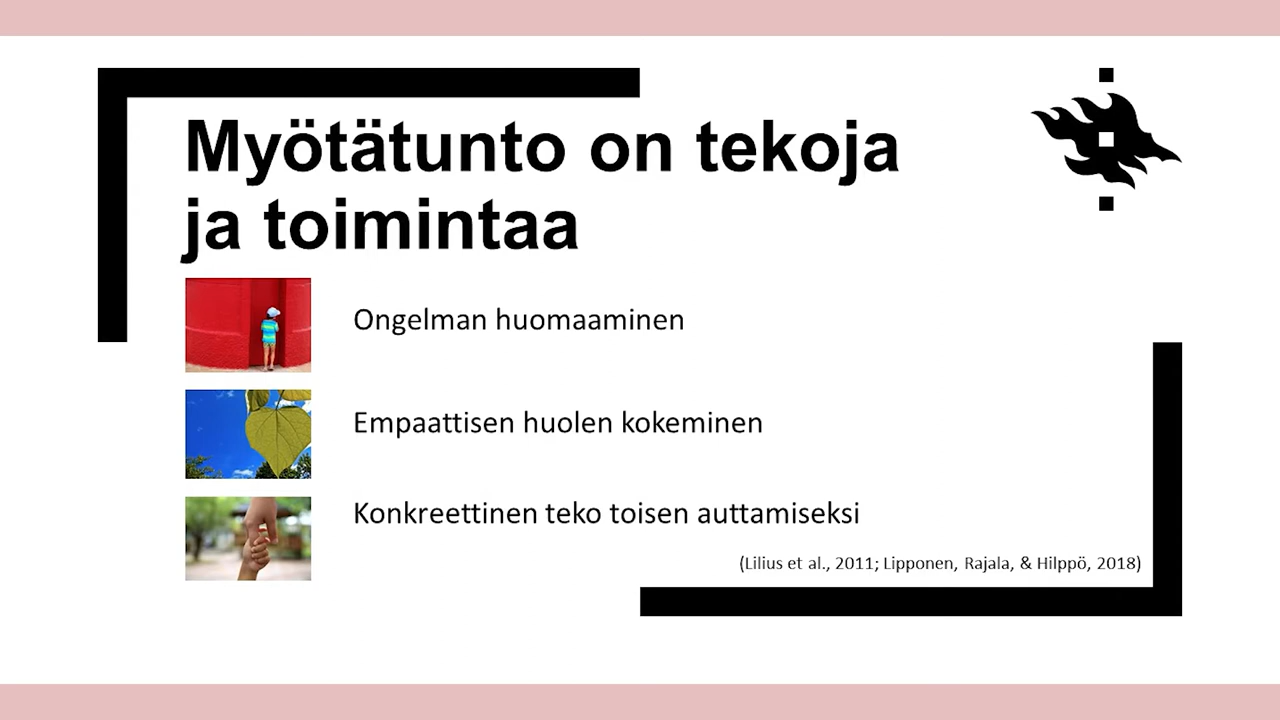 Myötätunto on tekoja
ja toimintaa
Ongelman huomaaminen
Empaattisen huolen kokeminen
Konkreettinen teko toisen auttamiseksi
(Lilius et al., 2011; Lipponen, Rajala, & Hilppö, 2018)